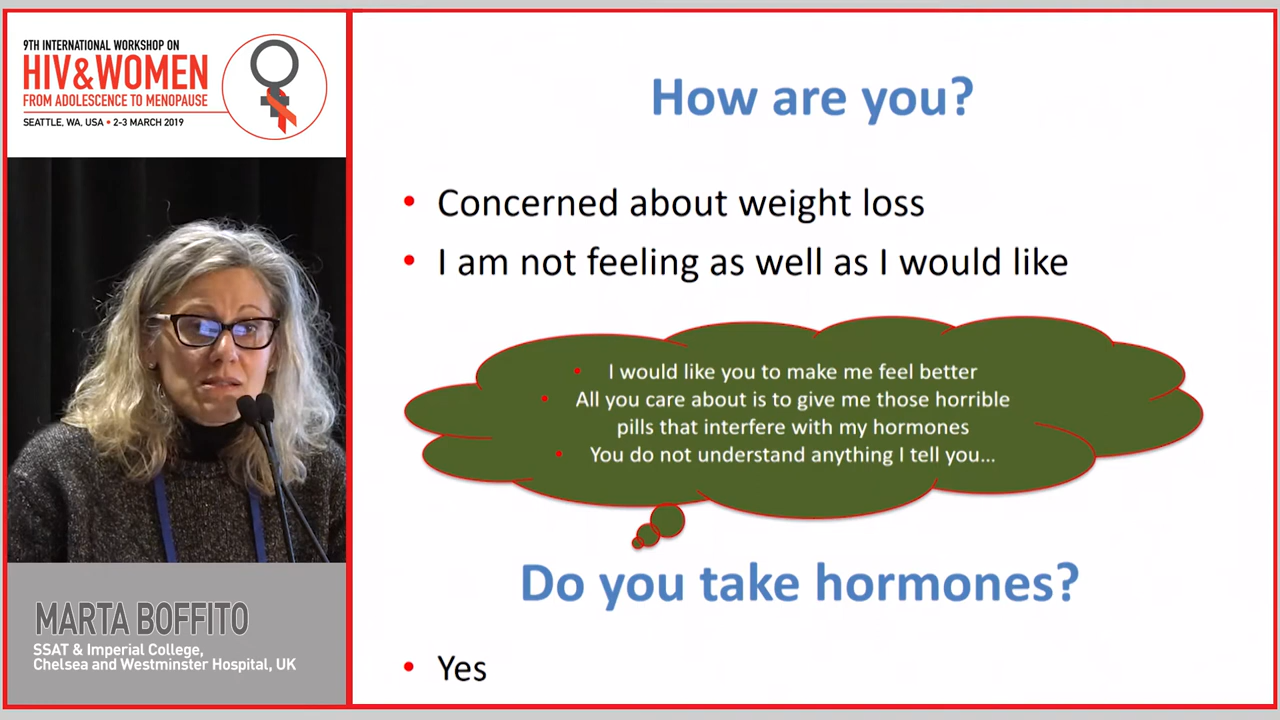 9TH INTERNATIONAL WORKSHOP ON
HIV&WOMEN
FROM ADOLESCENCE TO MENOPAUSE
SEATTLE, WA, USA • 2-3 MARCH 2019
MARTA BOFFITO
SSAT & Imperial College,
Chelsea and Westminster Hospital, UK
How are you?
• Concerned about weight loss
• I am not feeling as well as I would like
• I would like you to make me feel better
• All you care about is to give me those horrible
pills that interfere with my hormones
• You do not understand anything I tell you...
Do you take hormones?
• Yes